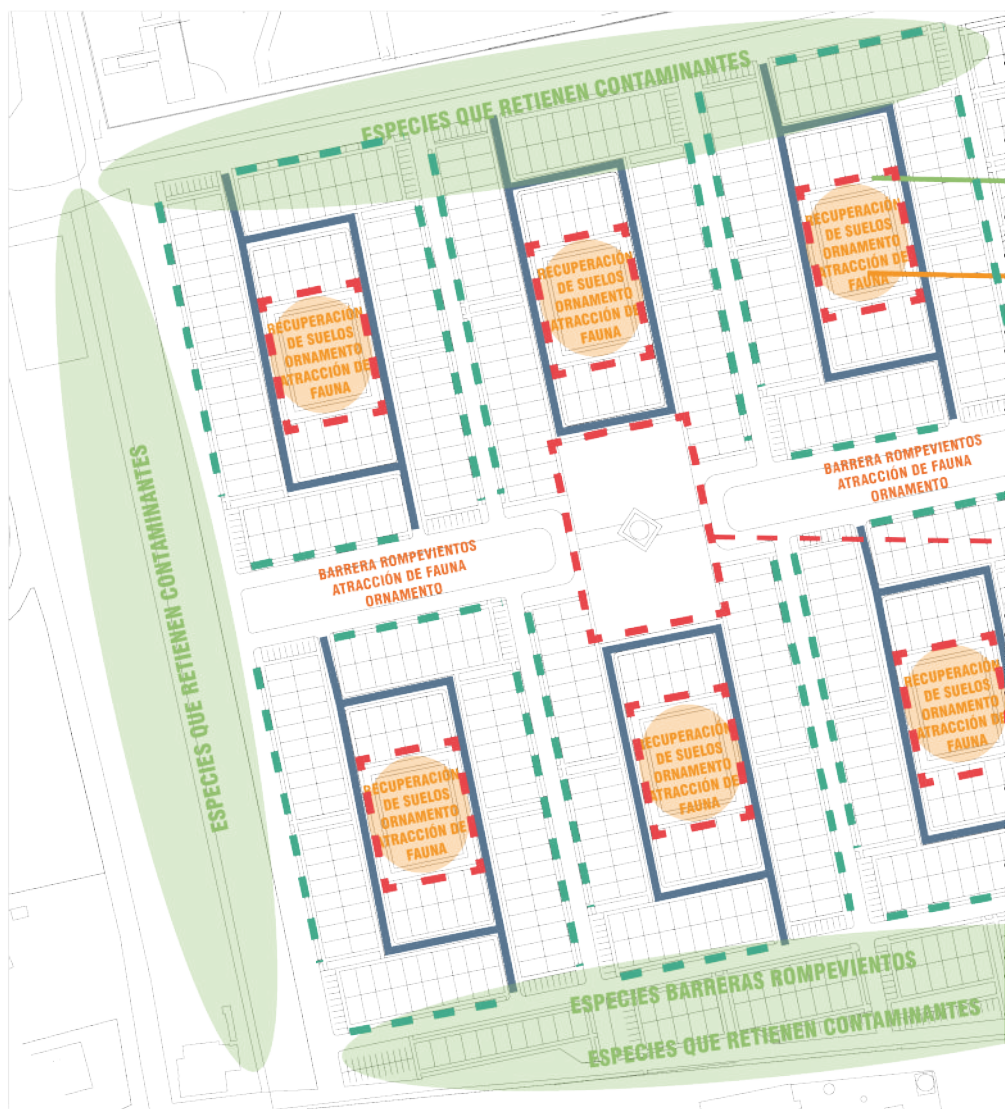 ESPECIES QUE RETIENEN CONTAMINANTES
RECUPERACIÓN
DE SUELOS
ORNAMENTO
ATRACCIÓN DE
FAUNA
RECUPERACIÓN
DE SUELOS
ORNAMENTO
ATRACCIÓN DE
FAUNA
RECUPERACIÓN
DE SUELOS
ORNAMENTO
ATRACCIÓN DE
FAUNA
ESPECIES QUE RETIENEN CONTAMINANTES
BARRERA ROMPEVIENTOS
ATRACCIÓN DE FAUNA
ORNAMENTO
BARRERA ROMPEVIENTOS
ATRACCIÓN DE FAUNA
ORNAMENTO
RECUPERACIÓN
DE SUELOS
ORNAMENTO
ATRACCIÓN DE
FAUNA
RECUPERACIÓN
DE SUELOS
ORNAMENTO
ATRACCIÓN DE
FAUNA
RECUPERACIÓN
DE SUELOS
ORNAMENTO
ATRACCIÓN DE
FAUNA
ESPECIES BARRERAS ROMPEVIENTOS
ESPECIES QUE RETIENEN CONTAMINANTES